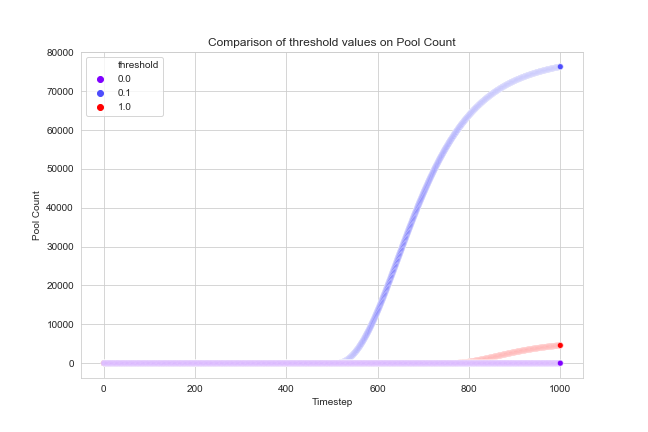 Comparison of threshold values on Pool Count
threshold
0.0
0.1
1.0
80000
70000
60000
50000
40000
30000
20000
10000
0
Pool Count
0 200 400 600 800 1000
Timestep